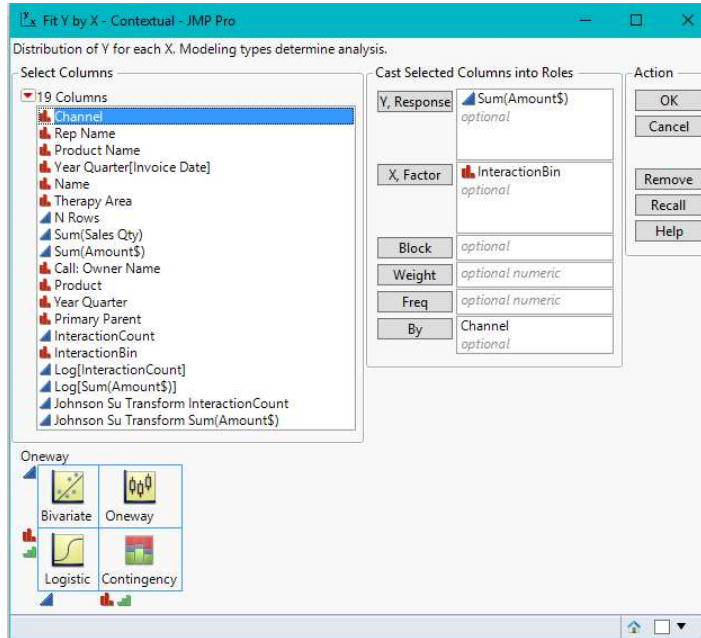 Fit Y by X - Contextual - JMP Pro
Distribution of Y for each X. Modeling types determine analysis.
Select Columns
19 Columns
Channel
Rep Name
Product Name
Year Quarter[Invoice Date]
Name
Therapy Area
N Rows
Sum(Sales Qty)
Sum(Amount$)
Call: Owner Name
Product
Year Quarter
Primary Parent
InteractionCount
InteractionBin
Log[InteractionCount]
Log[Sum(Amount$)]
Johnson Su Transform InteractionCount
Johnson Su Transform Sum(Amount$)
Cast Selected Columns into Roles
Y, Response
Sum(Amount$)
optional
X, Factor
InteractionBin
optional
Block
optional
Weight
optional numeric
Freq
optional numeric
By
Channel
optional
Action
OK
Cancel
Remove
Recall
Help
Oneway
Bivariate
Oneway
Logistic
Contingency